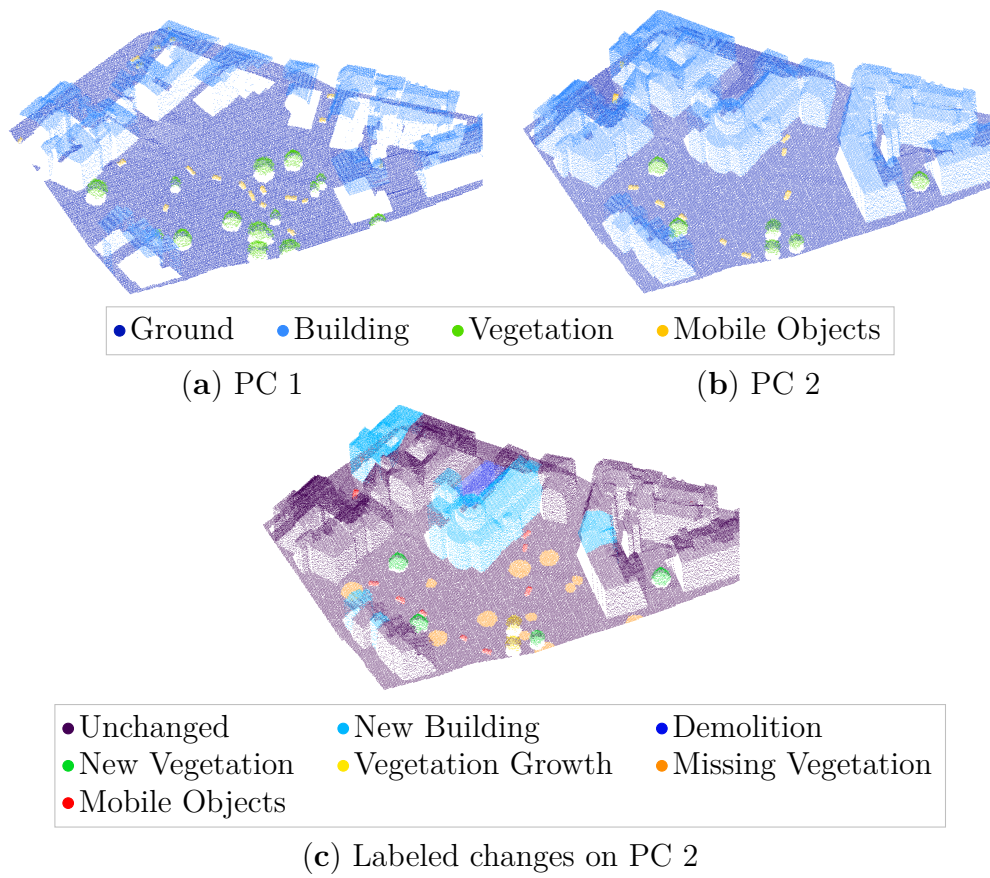 Ground Building Vegetation Mobile Objects
(a) PC 1
(b) PC 2
Unchanged New Building Demolition
New Vegetation Vegetation Growth Missing Vegetation
Mobile Objects
(c) Labeled changes on PC 2